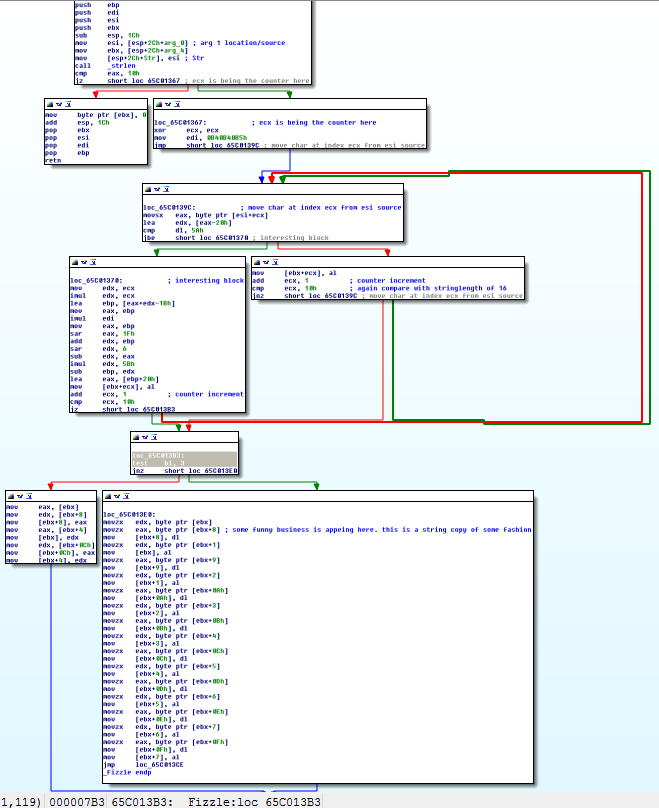 push ebp
push edi
push esi
push ebx
sub esp, 1Ch
mov esi, [esp+2Ch+arg_0] ; arg 1 location/source
mov ebx, [esp+2Ch+arg_4]
mov [esp+2Ch+Str], esi ; Str
call _strlen
cmp eax, 10h
jz short loc_65C01367 ; ecx is being the counter here
mov byte ptr [ebx], 0
add esp, 1Ch
pop ebx
pop esi
pop edi
pop ebp
retn
loc_65C01367: ; ecx is being the counter here
xor ecx, ecx
mov edi, 0B40B40B5h
jmp short loc_65C0139C ; move char at index ecx from esi source
loc_65C0139C: ; move char at index ecx from esi source
movsx eax, byte ptr [esi+ecx]
lea edx, [eax-20h]
cmp dl, 5Ah
jbe short loc_65C01370 ; interesting block
loc_65C01370: ; interesting block
mov edx, ecx
imul edx, ecx
lea ebp, [eax+edx-1Bh]
mov eax, ebp
imul edi
mov eax, ebp
sar eax, 1Fh
add edx, ebp
sar edx, 6
sub edx, eax
imul edx, 5Bh
sub ebp, edx
lea eax, [ebp+20h]
mov [ebx+ecx], al
add ecx, 1 ; counter increment
cmp ecx, 10h
jz short loc_65C013B3
mov [ebx+ecx], al
add ecx, 1 ; counter increment
cmp ecx, 10h ; again compare with stringlength of 16
jnz short loc_65C0139C ; move char at index ecx from esi source
loc_65C013B3:
test bl, 3
jnz short loc_65C013E0
mov eax, [ebx]
mov edx, [ebx+8]
mov [ebx+8], eax
mov eax, [ebx+4]
mov [ebx], edx
mov edx, [ebx+0Ch]
mov [ebx+0Ch], eax
mov [ebx+4], edx
loc_65C013E0:
movzx edx, byte ptr [ebx]
movzx eax, byte ptr [ebx+8] ; some funny business is appeing here. this is a string copy of some fashion
mov [ebx+8], dl
movzx edx, byte ptr [ebx+1]
mov [ebx], al
movzx eax, byte ptr [ebx+9]
mov [ebx+9], dl
movzx edx, byte ptr [ebx+2]
mov [ebx+1], al
movzx eax, byte ptr [ebx+0Ah]
mov [ebx+0Ah], dl
movzx edx, byte ptr [ebx+3]
mov [ebx+2], al
movzx eax, byte ptr [ebx+0Bh]
mov [ebx+0Bh], dl
movzx edx, byte ptr [ebx+4]
mov [ebx+3], al
movzx eax, byte ptr [ebx+0Ch]
mov [ebx+0Ch], dl
movzx edx, byte ptr [ebx+5]
mov [ebx+4], al
movzx eax, byte ptr [ebx+0Dh]
mov [ebx+0Dh], dl
movzx edx, byte ptr [ebx+6]
mov [ebx+5], al
movzx eax, byte ptr [ebx+0Eh]
mov [ebx+0Eh], dl
movzx edx, byte ptr [ebx+7]
mov [ebx+6], al
movzx eax, byte ptr [ebx+0Fh]
mov [ebx+0Fh], dl
mov [ebx+7], al
jmp loc_65C013CE
_Fizzle endp
1,119) 000007B3 65C013B3: Fizzle:loc 65C013B3